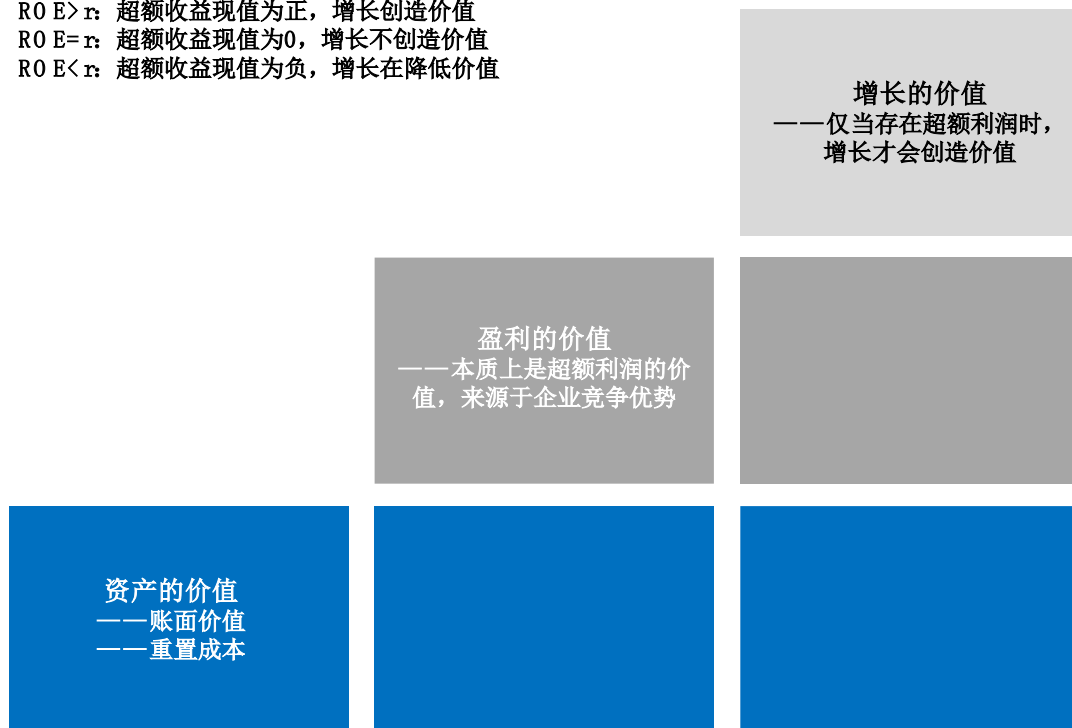 ROE>r：超额收益现值为正，增长创造价值
ROE=r：超额收益现值为0，增长不创造价值
ROE<r：超额收益现值为负，增长在降低价值
增长的价值
——仅当存在超额利润时，
增长才会创造价值
盈利的价值
——本质上是超额利润的价
值，来源于企业竞争优势
资产的价值
——账面价值
——重置成本